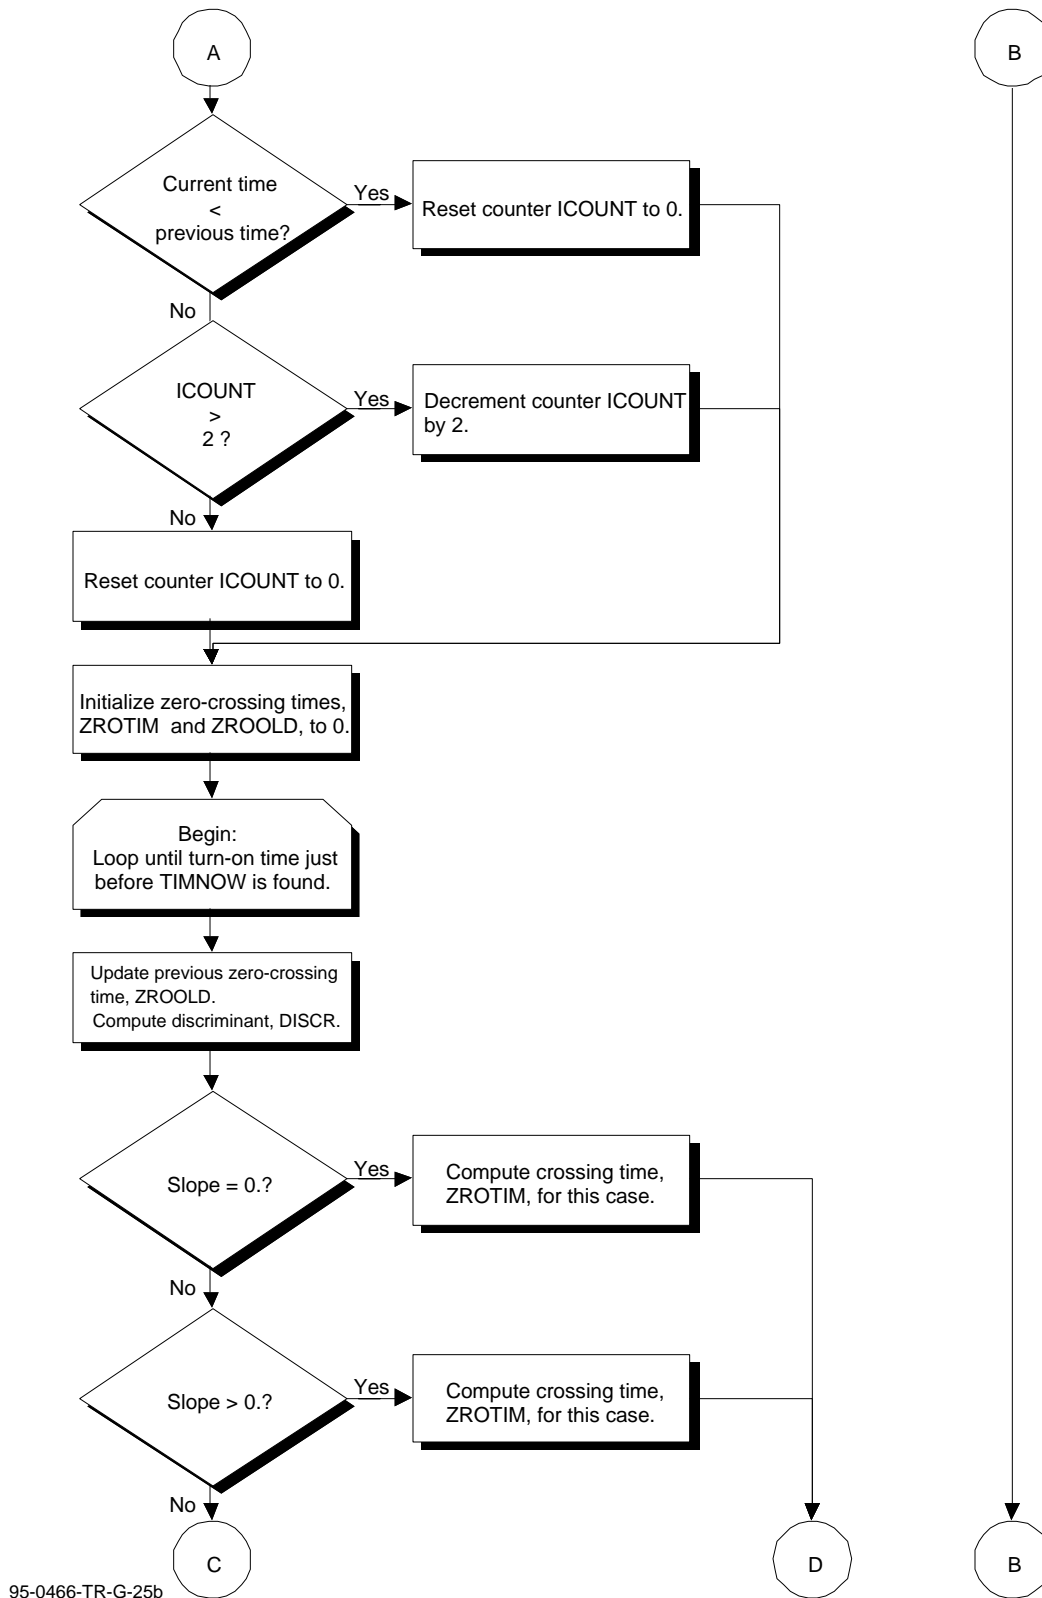 A
B
Current time
<
previous time?
Yes
Reset counter ICOUNT to 0.
No
ICOUNT
>
2 ?
Yes
Decrement counter ICOUNT
by 2.
No
Reset counter ICOUNT to 0.
Initialize zero-crossing times,
ZROTIM and ZROOLD, to 0.
Begin:
Loop until turn-on time just
before TIMNOW is found.
Update previous zero-crossing
time, ZROOLD.
Compute discriminant, DISCR.
Slope = 0.?
Yes
Compute crossing time,
ZROTIM, for this case.
No
Slope > 0.?
Yes
Compute crossing time,
ZROTIM, for this case.
No
C
D
B
95-0466-TR-G-25b